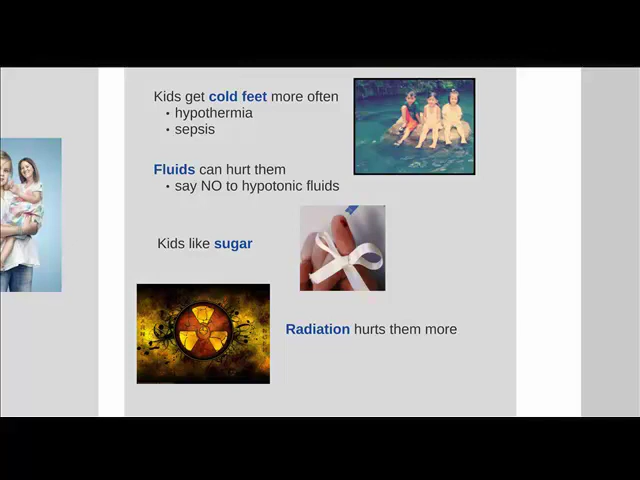 Kids get cold feet more often
• hypothermia
• sepsis
Fluids can hurt them
• say NO to hypotonic fluids
Kids like sugar
Radiation hurts them more